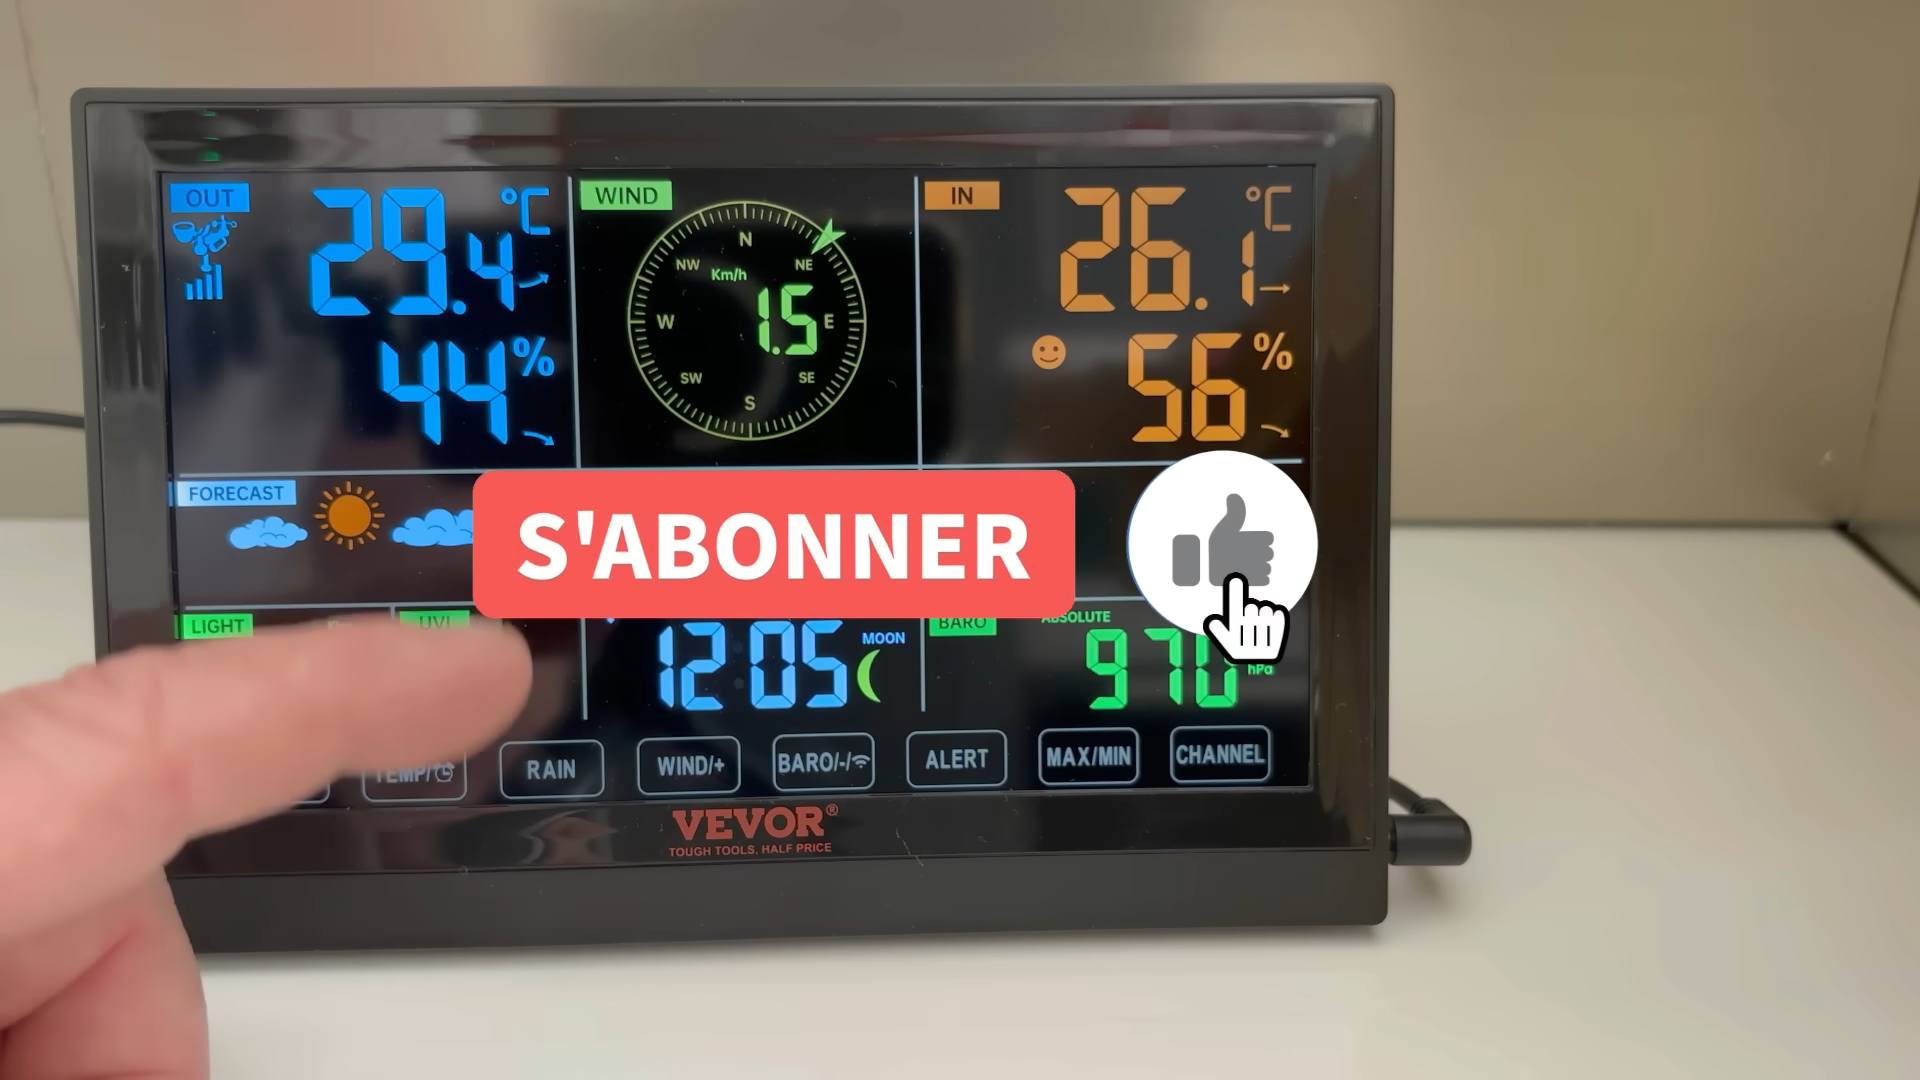 OUT
29.4 °C
44 %
WIND
N
NW
NE
Km/h
1.5
W
E
SW
SE
S
IN
26.1 °C
56 %
FORECAST
S'ABONNER
LIGHT
UVI
12 05
MOON
BARO
ABSOLUTE
970
hPa
TEMP/
RAIN
WIND/+
BARO/-/
ALERT
MAX/MIN
CHANNEL
VEVOR®
TOUGH TOOLS, HALF PRICE